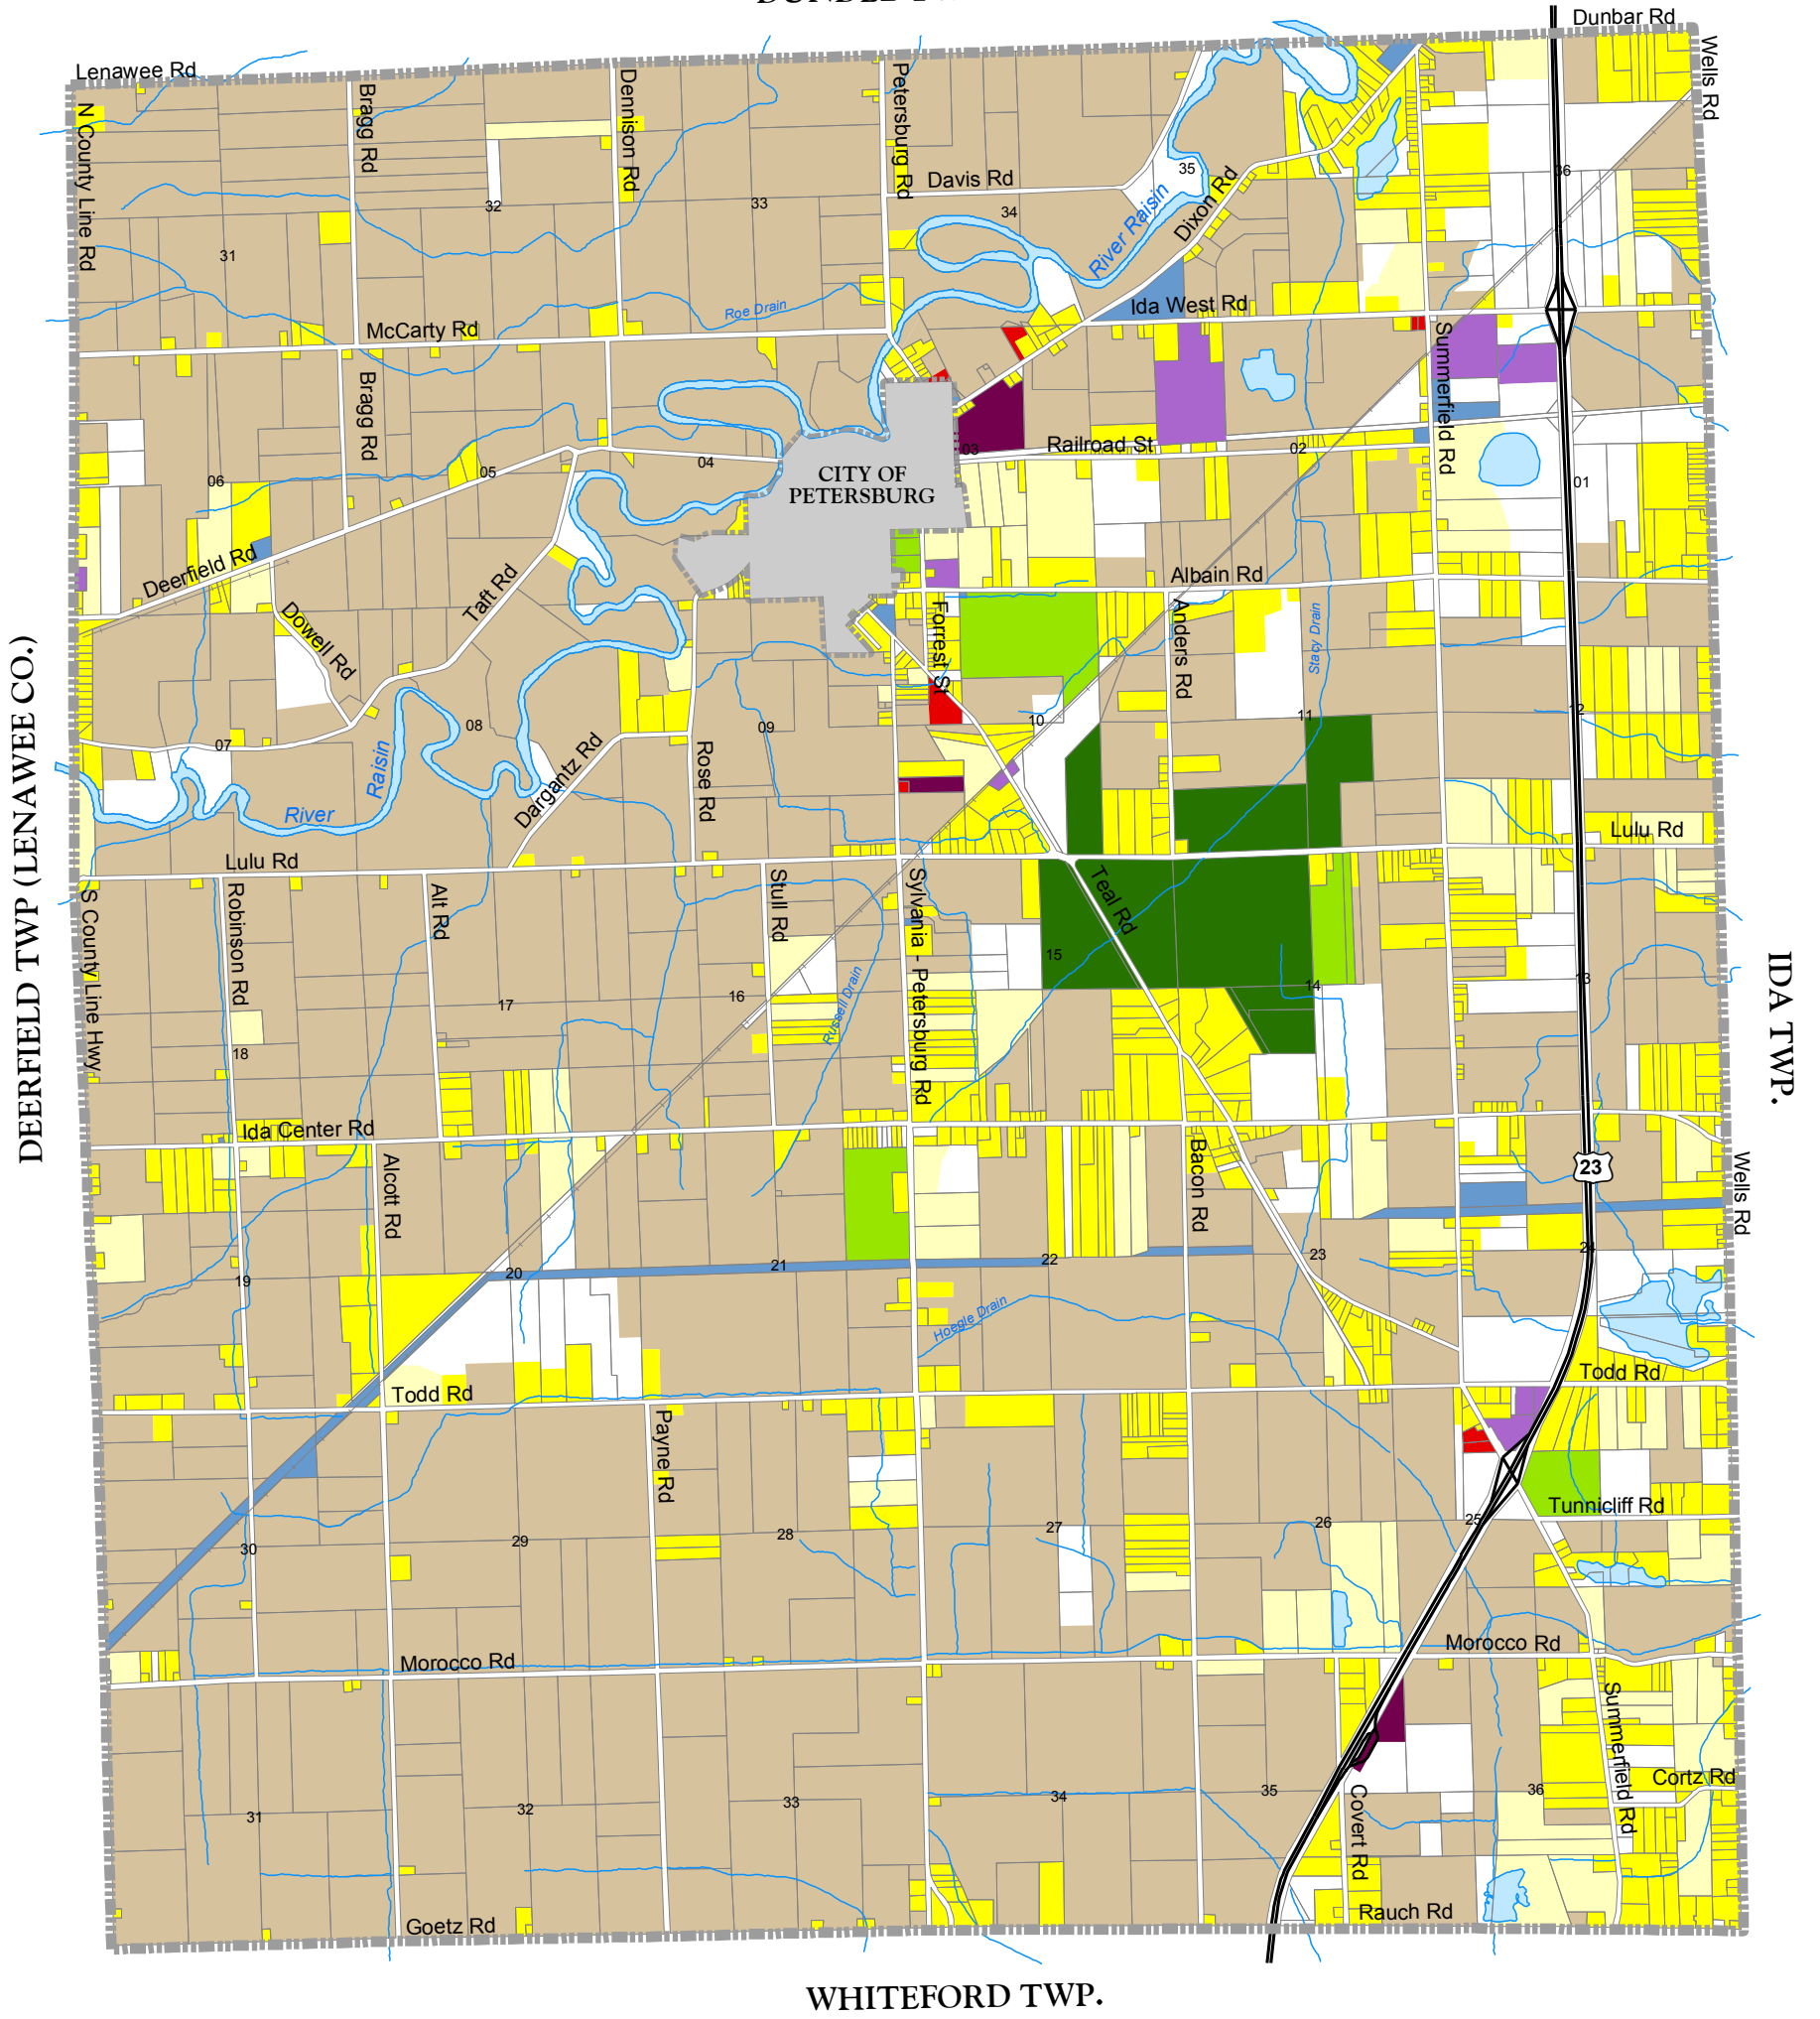 Dunbar Rd
Lenawee Rd
Wells Rd
N County Line Rd
Bragg Rd
Dennison Rd
Petersburg Rd
Davis Rd
35
36
32
33
34
31
River Raisin
Dixon Rd
Roe Drain
Ida West Rd
McCarty Rd
Summerfield Rd
Bragg Rd
Railroad St
03
02
04
05
06
01
CITY OF
PETERSBURG
Deerfield Rd
Taft Rd
Albain Rd
Dowell Rd
Forrest St
Anders Rd
Stacy Drain
DEERFIELD TWP (LENAWEE CO.)
07
08
09
10
11
12
Raisin
River
Dargantz Rd
Rose Rd
Lulu Rd
Lulu Rd
S County Line Hwy
Robinson Rd
Alt Rd
Stull Rd
Sylvania - Petersburg Rd
Teal Rd
15
14
13
16
17
18
Russell Drain
IDA TWP.
Ida Center Rd
Alcott Rd
Bacon Rd
23
Wells Rd
19
20
21
22
23
24
Hoegle Drain
Todd Rd
Todd Rd
Payne Rd
Tunnicliff Rd
30
29
28
27
26
25
Morocco Rd
Morocco Rd
Summerfield Rd
Cortz Rd
31
32
33
34
35
36
Covert Rd
Goetz Rd
Rauch Rd
WHITEFORD TWP.